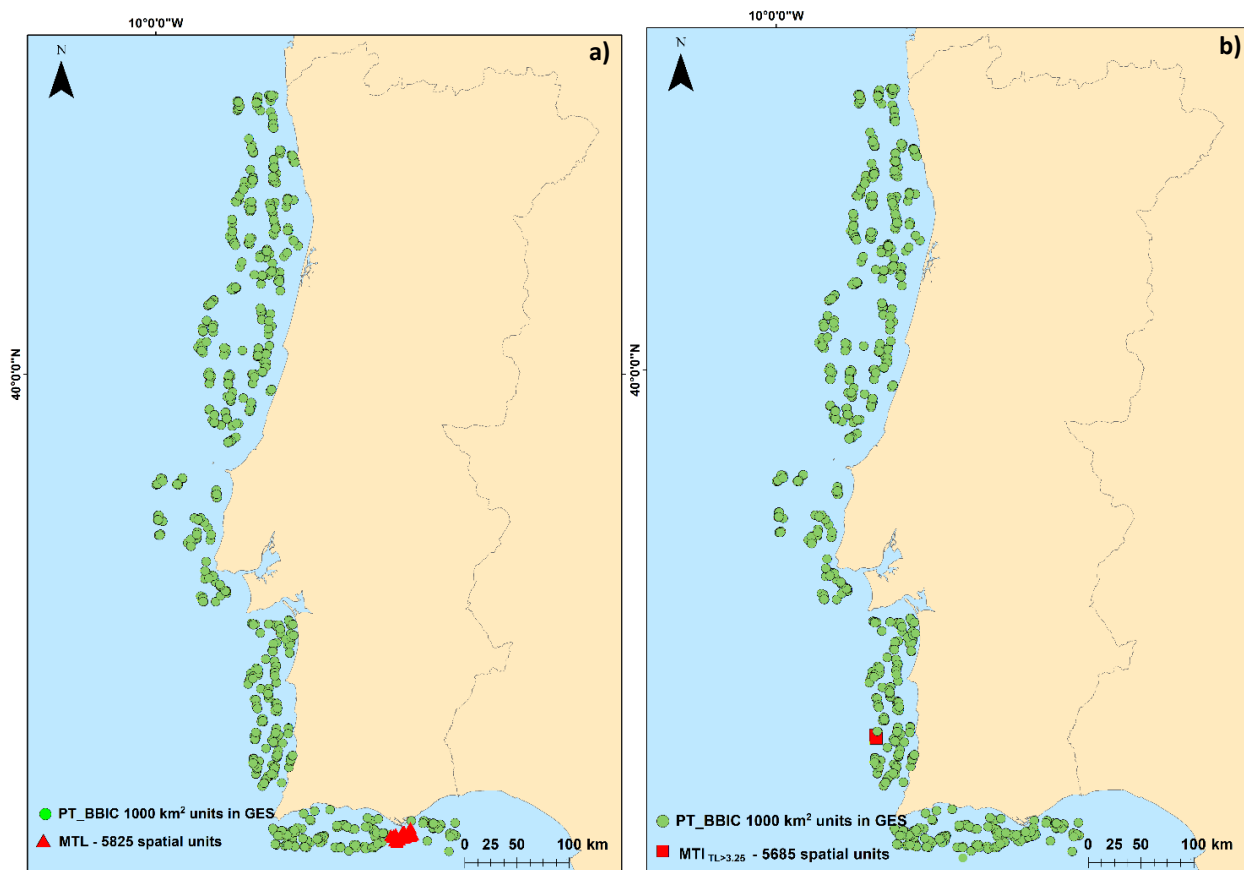 10°0'0"W
10°0'0"W
N
a)
N
b)
40°0'0"N
40°0'0"N
PT_BBIC 1000 km² units in GES
MTL - 5825 spatial units
0 25 50 100 km
PT_BBIC 1000 km² units in GES
MTI TL>3.25 - 5685 spatial units
0 25 50 100 km